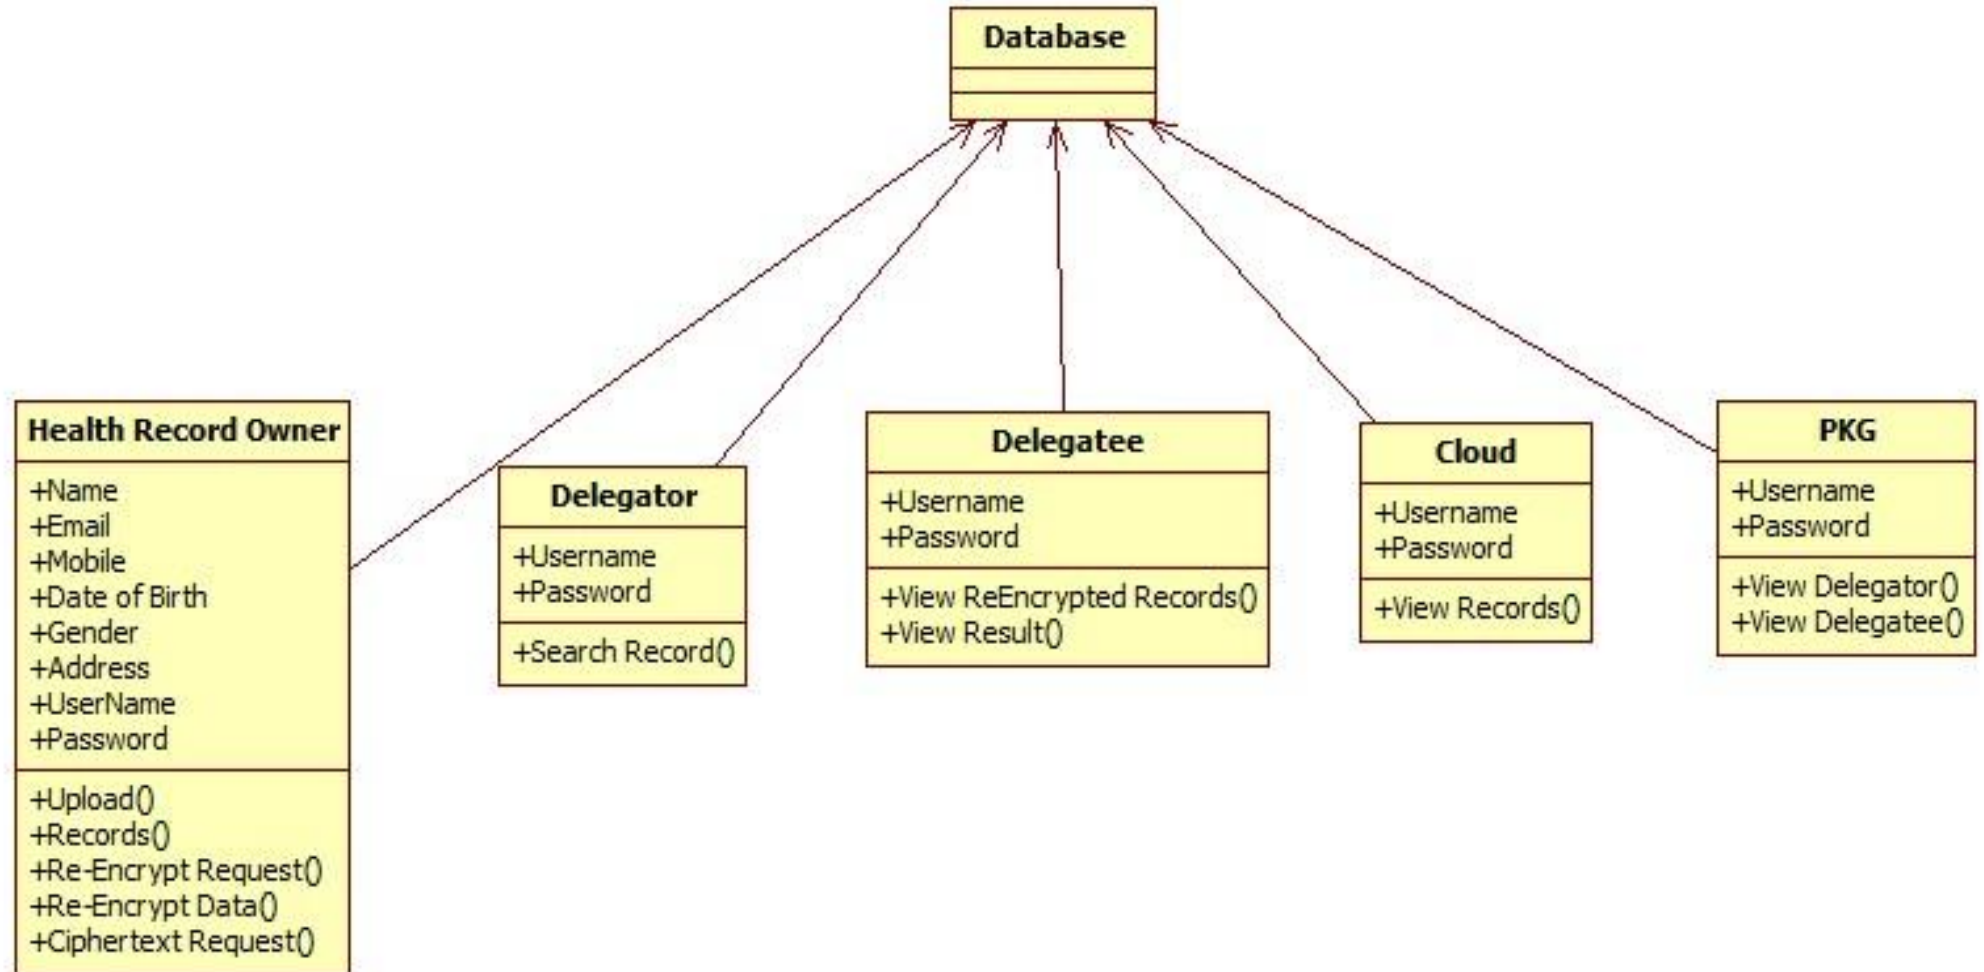 Database
Health Record Owner
+Name
+Email
+Mobile
+Date of Birth
+Gender
+Address
+UserName
+Password
+Upload()
+Records()
+Re-Encrypt Request()
+Re-Encrypt Data()
+Ciphertext Request()
Delegator
+Username
+Password
+Search Record()
Delegatee
+Username
+Password
+View ReEncrypted Records()
+View Result()
Cloud
+Username
+Password
+View Records()
PKG
+Username
+Password
+View Delegator()
+View Delegatee()